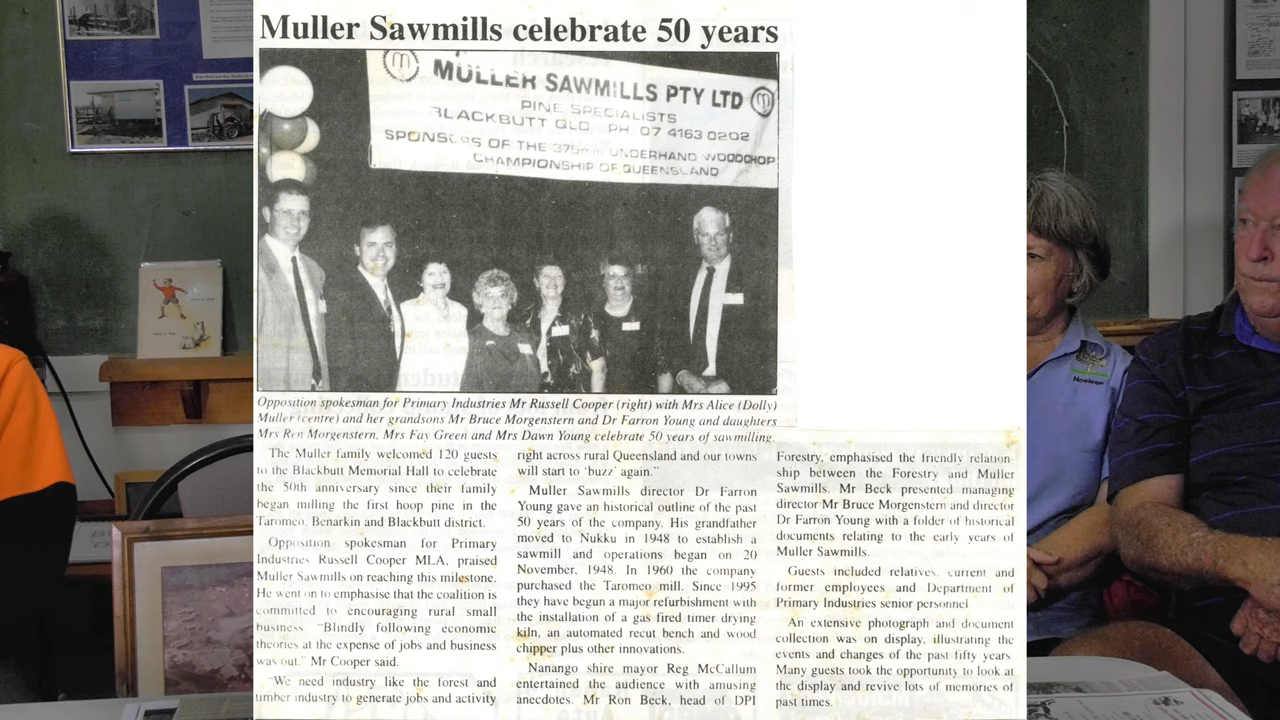 Muller Sawmills celebrate 50 years
MULLER SAWMILLS PTY LTD
PINE SPECIALISTS
BLACKBUTT QLD. PH. 07 4163 0202
SPONSORS OF THE 375mm UNDERHAND WOODCHOP
CHAMPIONSHIP OF QUEENSLAND
Opposition spokesman for Primary Industries Mr Russell Cooper (right) with Mrs Alice (Dolly)
Muller (centre) and her grandsons Mr Bruce Morgenstern and Dr Farron Young and daughters
Mrs Ren Morgenstern, Mrs Fay Green and Mrs Dawn Young celebrate 50 years of sawmilling.
The Muller family welcomed 120 guests
to the Blackbutt Memorial Hall to celebrate
the 50th anniversary since their family
began milling the first hoop pine in the
Taromeo, Benarkin and Blackbutt district.
Opposition spokesman for Primary
Industries Russell Cooper MLA, praised
Muller Sawmills on reaching this milestone.
He went on to emphasise that the coalition is
committed to encouraging rural small
business. "Blindly following economic
theories at the expense of jobs and business
was out." Mr Cooper said.
"We need industry like the forest and
timber industry to generate jobs and activity
right across rural Queensland and our towns
will start to 'buzz' again."
Muller Sawmills director Dr Farron
Young gave an historical outline of the past
50 years of the company. His grandfather
moved to Nukku in 1948 to establish a
sawmill and operations began on 20
November, 1948. In 1960 the company
purchased the Taromeo mill. Since 1995
they have begun a major refurbishment with
the installation of a gas fired timer drying
kiln, an automated recut bench and wood
chipper plus other innovations.
Nanango shire mayor Reg McCallum
entertained the audience with amusing
anecdotes. Mr Ron Beck, head of DPI
Forestry, emphasised the friendly relation-
ship between the Forestry and Muller
Sawmills. Mr Beck presented managing
director Mr Bruce Morgenstern and director
Dr Farron Young with a folder of historical
documents relating to the early years of
Muller Sawmills.
Guests included relatives, current and
former employees and Department of
Primary Industries senior personnel
An extensive photograph and document
collection was on display, illustrating the
events and changes of the past fifty years
Many guests took the opportunity to look at
the display and revive lots of memories of
past times.
Noeleen